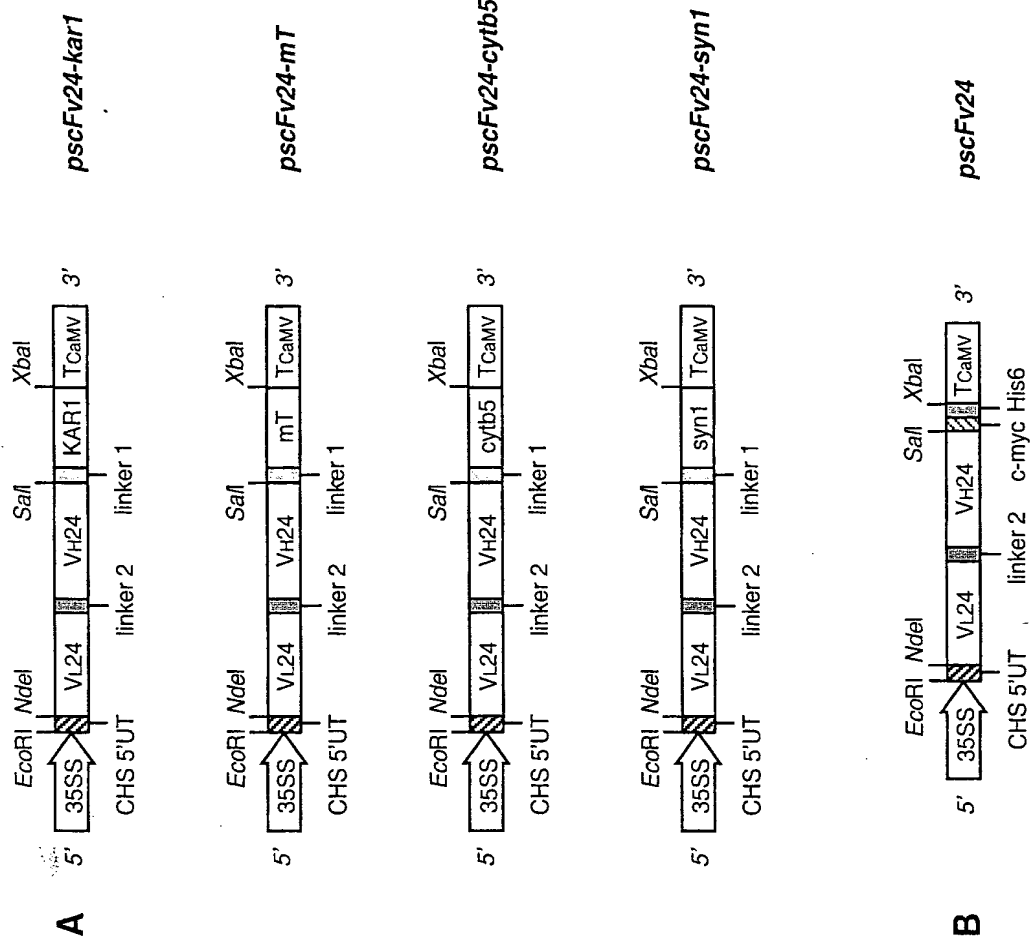 A
EcoRI NdeI SalI XbaI
5' 35SS VL24 VH24 KAR1 TCaMV 3' pscFv24-kar1
CHS 5'UT linker 2 linker 1
EcoRI NdeI SalI XbaI
5' 35SS VL24 VH24 mT TCaMV 3' pscFv24-mT
CHS 5'UT linker 2 linker 1
EcoRI NdeI SalI XbaI
5' 35SS VL24 VH24 cytb5 TCaMV 3' pscFv24-cytb5
CHS 5'UT linker 2 linker 1
EcoRI NdeI SalI XbaI
5' 35SS VL24 VH24 syn1 TCaMV 3' pscFv24-syn1
CHS 5'UT linker 2 linker 1
B
EcoRI NdeI SalI XbaI
5' 35SS VL24 VH24 TCaMV 3' pscFv24
CHS 5'UT linker 2 c-myc His6